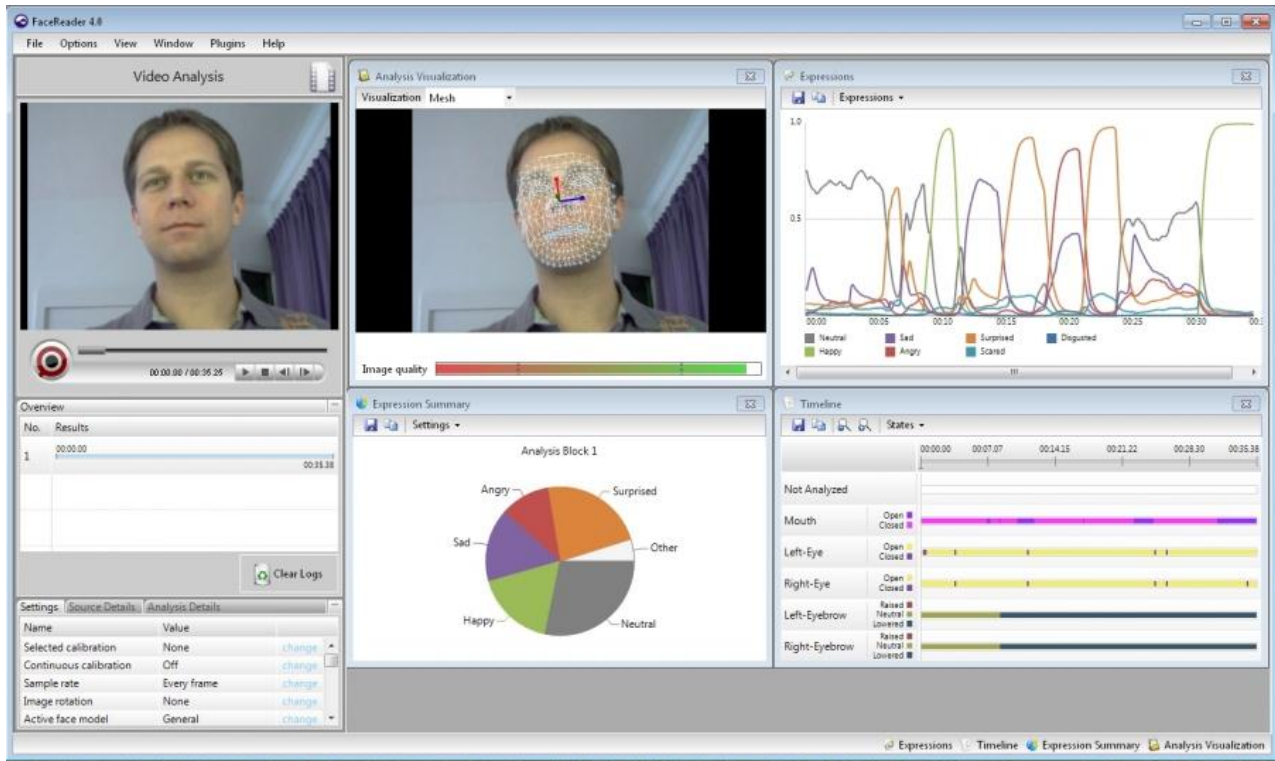 FaceReader 4.0
File Options View Window Plugins Help
Video Analysis
00:00.00 / 00:35.25
Overview
No. Results
1 00:00.00
00:35.38
Clear Logs
Settings Source Details Analysis Details
Name Value
Selected calibration None change
Continuous calibration Off change
Sample rate Every frame change
Image rotation None change
Active face model General change
Analysis Visualization
Visualization Mesh
Image quality
Expressions
Expressions
1.0
0.5
00:00 00:05 00:10 00:15 00:20 00:25 00:30
Neutral Sad Surprised Disgusted
Happy Angry Scared
Expression Summary
Settings
Analysis Block 1
Angry Surprised
Sad Other
Happy Neutral
Timeline
States
00:00.00 00:07.07 00:14.15 00:21.22 00:28.30 00:35.38
Not Analyzed
Mouth Open
Closed
Left-Eye Open
Closed
Right-Eye Open
Closed
Left-Eyebrow Raised
Neutral
Lowered
Right-Eyebrow Raised
Neutral
Lowered
Expressions Timeline Expression Summary Analysis Visualization